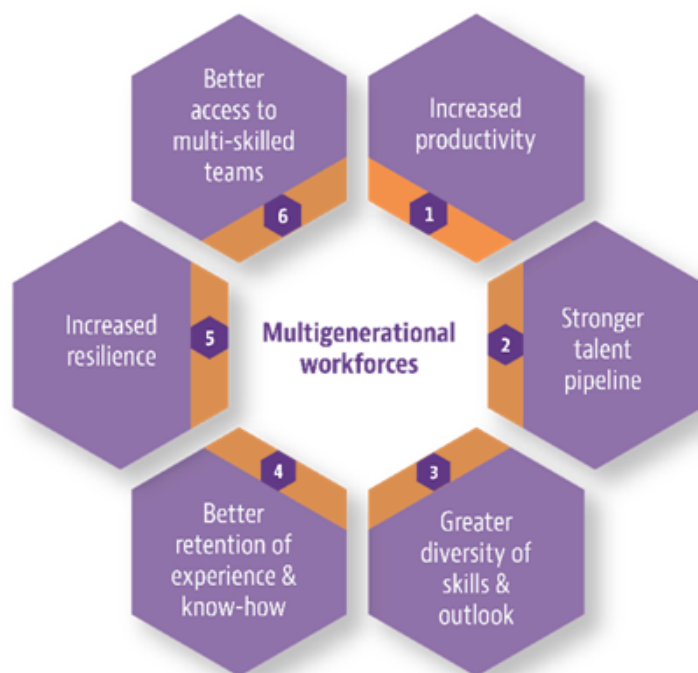 Multigenerational
workforces
1
Increased
productivity
2
Stronger
talent
pipeline
3
Greater
diversity of
skills &
outlook
4
Better
retention of
experience &
know-how
5
Increased
resilience
6
Better
access to
multi-skilled
teams